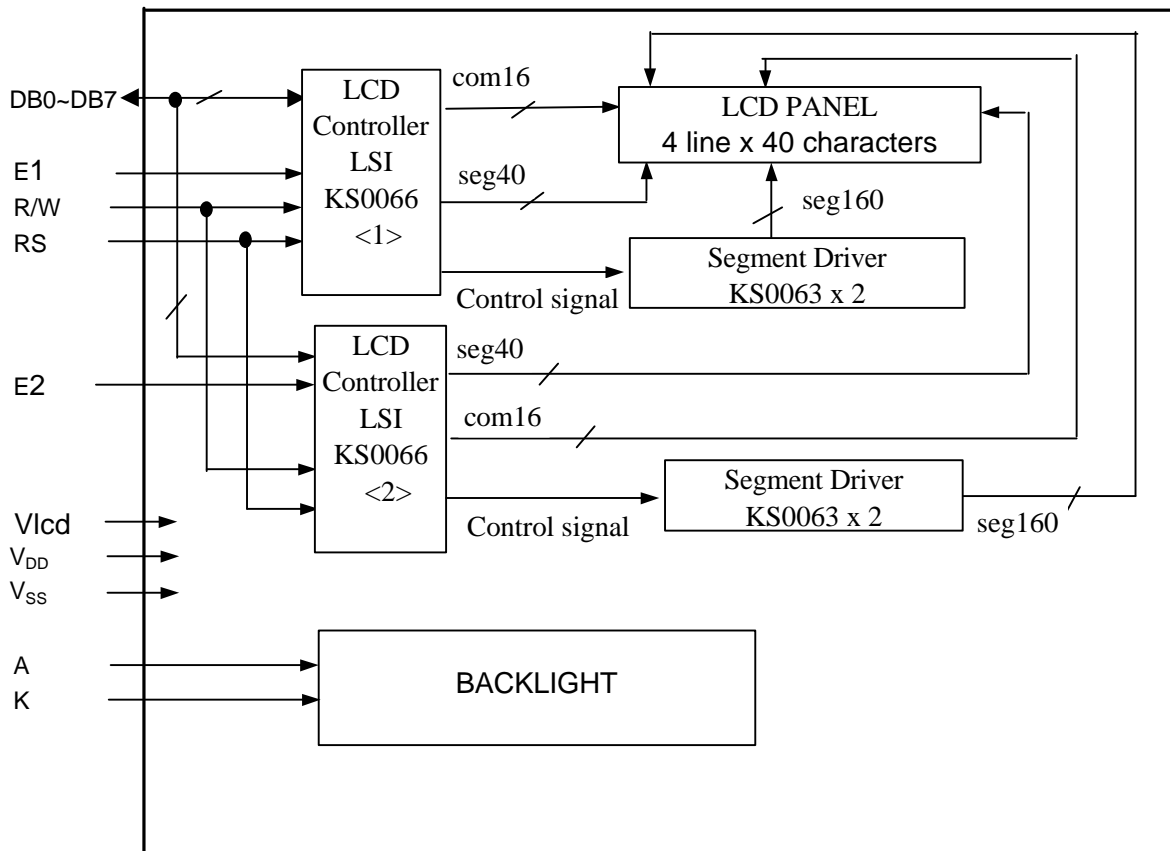 DB0~DB7
E1
R/W
RS
E2
Vlcd
VDD
VSS
A
K
LCD
Controller
LSI
KS0066
<1>
com16
seg40
Control signal
LCD PANEL
4 line x 40 characters
seg160
Segment Driver
KS0063 x 2
LCD
Controller
LSI
KS0066
<2>
seg40
com16
Control signal
Segment Driver
KS0063 x 2
seg160
BACKLIGHT